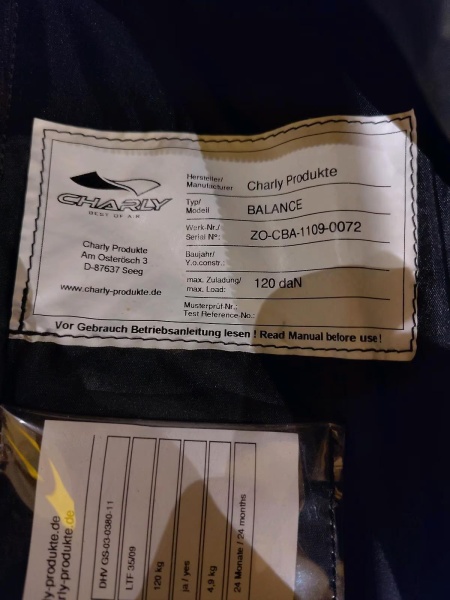 CHARLY
BEST OF AIR
Charly Produkte
Am Osterösch 3
D-87637 Seeg
www.charly-produkte.de
Hersteller/
Manufacturer
Charly Produkte
Typ/
Modell
BALANCE
Werk-Nr./
Serial N°:
ZO-CBA-1109-0072
Baujahr/
Y.o.constr.:
max. Zuladung/
max. Load:
120 daN
Musterprüf-Nr.:
Test Reference-No.:
Vor Gebrauch Betriebsanleitung lesen ! Read Manual before use!
ly-produkte.de
harly-produkte.de
DHV GS-03-0380-11
LTF 35/09
120 kg
ja / yes
4,9 kg
24 Monate / 24 months